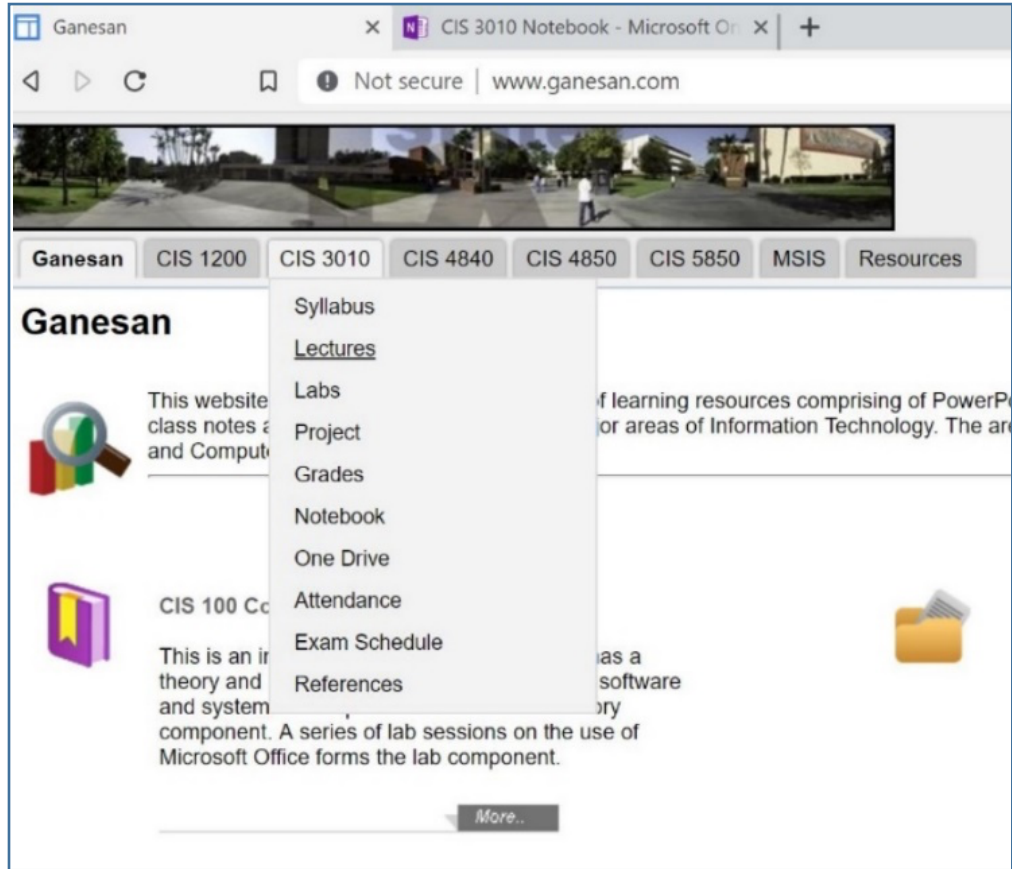 Ganesan
CIS 3010 Notebook - Microsoft On
Not secure | www.ganesan.com
Ganesan CIS 1200 CIS 3010 CIS 4840 CIS 4850 CIS 5850 MSIS Resources
Ganesan
Syllabus
Lectures
Labs
Project
Grades
Notebook
One Drive
Attendance
Exam Schedule
References
This website of learning resources comprising of PowerPo
class notes areas of Information Technology. The are
and Compute
CIS 100 Co
This is an in has a
theory and software
and system
component. A series of lab sessions on the use of
Microsoft Office forms the lab component.
More..